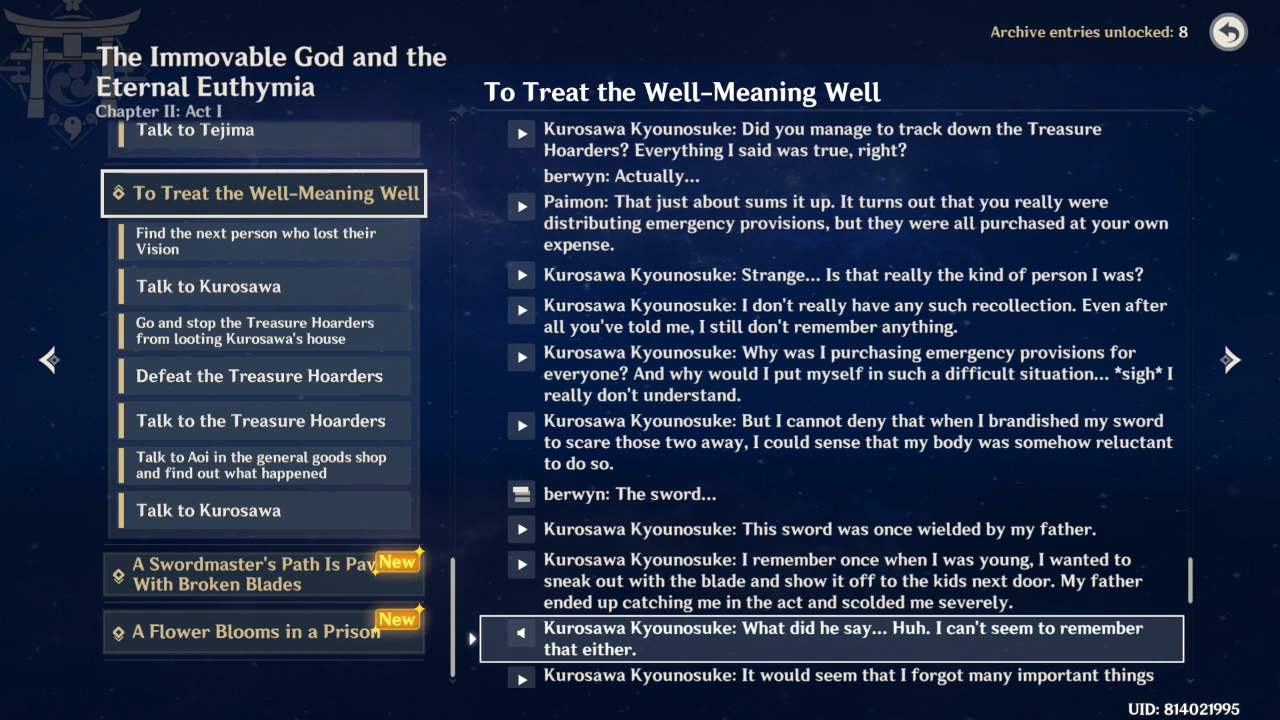 Archive entries unlocked: 8
The Immovable God and the
Eternal Euthymia
Chapter II: Act I
Talk to Tejima
To Treat the Well-Meaning Well
Find the next person who lost their
Vision
Talk to Kurosawa
Go and stop the Treasure Hoarders
from looting Kurosawa's house
Defeat the Treasure Hoarders
Talk to the Treasure Hoarders
Talk to Aoi in the general goods shop
and find out what happened
Talk to Kurosawa
A Swordmaster's Path Is Pav
With Broken Blades
New
A Flower Blooms in a Prison
New
To Treat the Well-Meaning Well
Kurosawa Kyounosuke: Did you manage to track down the Treasure
Hoarders? Everything I said was true, right?
berwyn: Actually...
Paimon: That just about sums it up. It turns out that you really were
distributing emergency provisions, but they were all purchased at your own
expense.
Kurosawa Kyounosuke: Strange... Is that really the kind of person I was?
Kurosawa Kyounosuke: I don't really have any such recollection. Even after
all you've told me, I still don't remember anything.
Kurosawa Kyounosuke: Why was I purchasing emergency provisions for
everyone? And why would I put myself in such a difficult situation... *sigh* I
really don't understand.
Kurosawa Kyounosuke: But I cannot deny that when I brandished my sword
to scare those two away, I could sense that my body was somehow reluctant
to do so.
berwyn: The sword...
Kurosawa Kyounosuke: This sword was once wielded by my father.
Kurosawa Kyounosuke: I remember once when I was young, I wanted to
sneak out with the blade and show it off to the kids next door. My father
ended up catching me in the act and scolded me severely.
Kurosawa Kyounosuke: What did he say... Huh. I can't seem to remember
that either.
Kurosawa Kyounosuke: It would seem that I forgot many important things
UID: 814021995